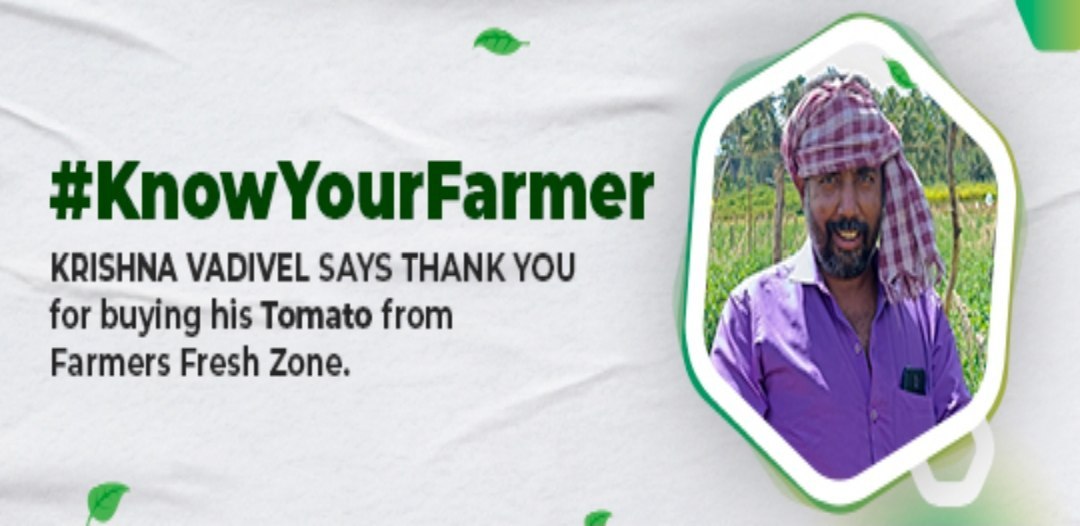 #KnowYourFarmer
KRISHNA VADIVEL SAYS THANK YOU
for buying his Tomato from
Farmers Fresh Zone.